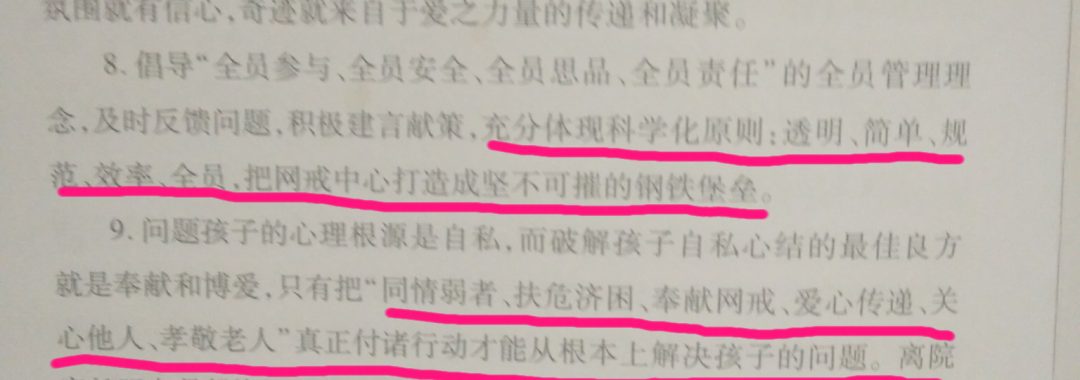 氛围就有信心,奇迹就来自于爱之力量的传递和凝聚。
8. 倡导“全员参与、全员安全、全员思品、全员责任”的全员管理理
念,及时反馈问题,积极建言献策,充分体现科学化原则:透明、简单、规
范、效率、全员,把网戒中心打造成坚不可摧的钢铁堡垒。
9. 问题孩子的心理根源是自私,而破解孩子自私心结的最佳良方
就是奉献和博爱,只有把“同情弱者、扶危济困、奉献网戒、爱心传递、关
心他人、孝敬老人”真正付诸行动才能从根本上解决孩子的问题。离院